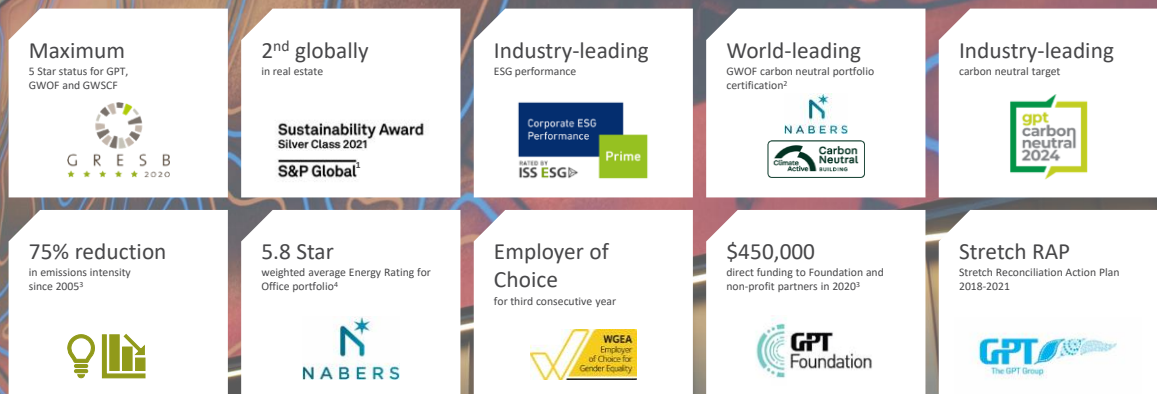 Maximum
5 Star status for GPT,
GWOF and GWSCF
G R E S B
2020
2nd globally
in real estate
Sustainability Award
Silver Class 2021
S&P Global1
Industry-leading
ESG performance
Corporate ESG
Performance
Prime
RATED BY
ISS ESG
World-leading
GWOF carbon neutral portfolio
certification2
NABERS
Climate
Active
Carbon
Neutral
BUILDING
Industry-leading
carbon neutral target
gpt
carbon
neutral
2024
75% reduction
in emissions intensity
since 20053
5.8 Star
weighted average Energy Rating for
Office portfolio4
NABERS
Employer of
Choice
for third consecutive year
WGEA
Employer
of Choice for
Gender Equality
$450,000
direct funding to Foundation and
non-profit partners in 20203
GPT
Foundation
Stretch RAP
Stretch Reconciliation Action Plan
2018-2021
GPT
The GPT Group